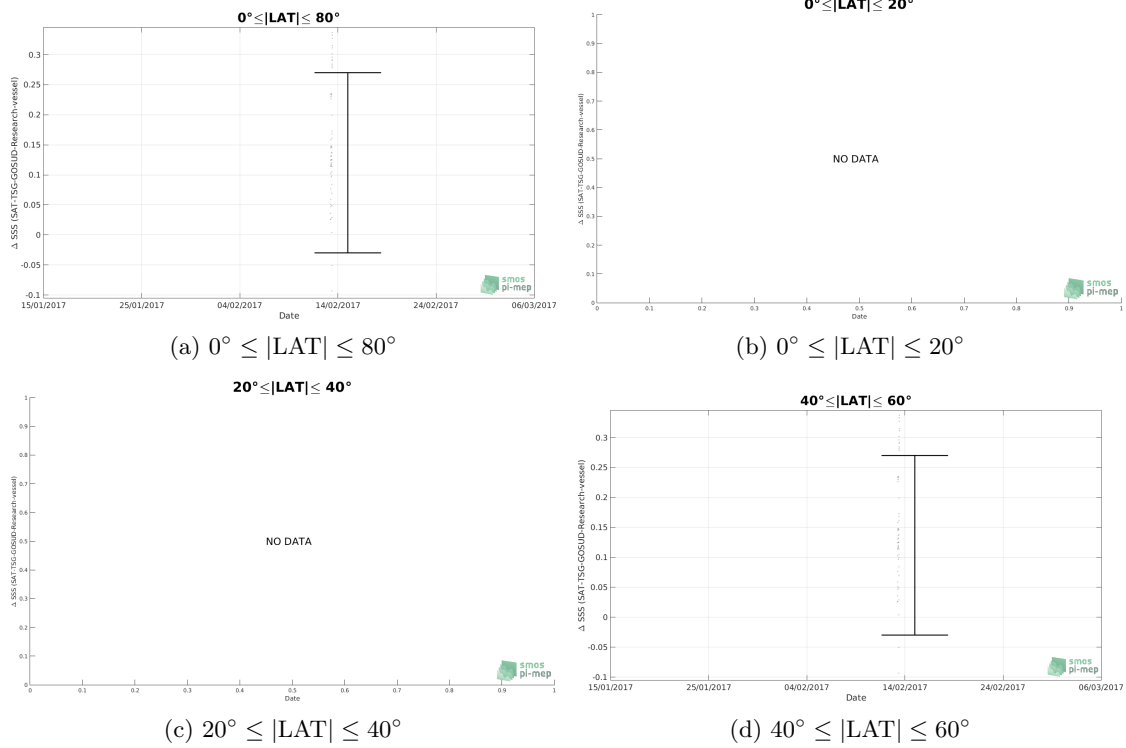 0°≤|LAT|≤ 80°
Δ SSS (SAT-TSG-GOSUD-Research-vessel)
0.3
0.25
0.2
0.15
0.1
0.05
0
-0.05
-0.1
15/01/2017 25/01/2017 04/02/2017 14/02/2017 24/02/2017 06/03/2017
Date
smos
pi-mep
(a) 0° ≤ |LAT| ≤ 80°
0°≤|LAT|≤ 20°
Δ SSS (SAT-TSG-GOSUD-Research-vessel)
1
0.9
0.8
0.7
0.6
0.5
0.4
0.3
0.2
0.1
0
NO DATA
0 0.1 0.2 0.3 0.4 0.5 0.6 0.7 0.8 0.9 1
Date
smos
pi-mep
(b) 0° ≤ |LAT| ≤ 20°
20°≤|LAT|≤ 40°
Δ SSS (SAT-TSG-GOSUD-Research-vessel)
1
0.9
0.8
0.7
0.6
0.5
0.4
0.3
0.2
0.1
0
NO DATA
0 0.1 0.2 0.3 0.4 0.5 0.6 0.7 0.8 0.9 1
Date
smos
pi-mep
(c) 20° ≤ |LAT| ≤ 40°
40°≤|LAT|≤ 60°
Δ SSS (SAT-TSG-GOSUD-Research-vessel)
0.3
0.25
0.2
0.15
0.1
0.05
0
-0.05
-0.1
15/01/2017 25/01/2017 04/02/2017 14/02/2017 24/02/2017 06/03/2017
Date
smos
pi-mep
(d) 40° ≤ |LAT| ≤ 60°